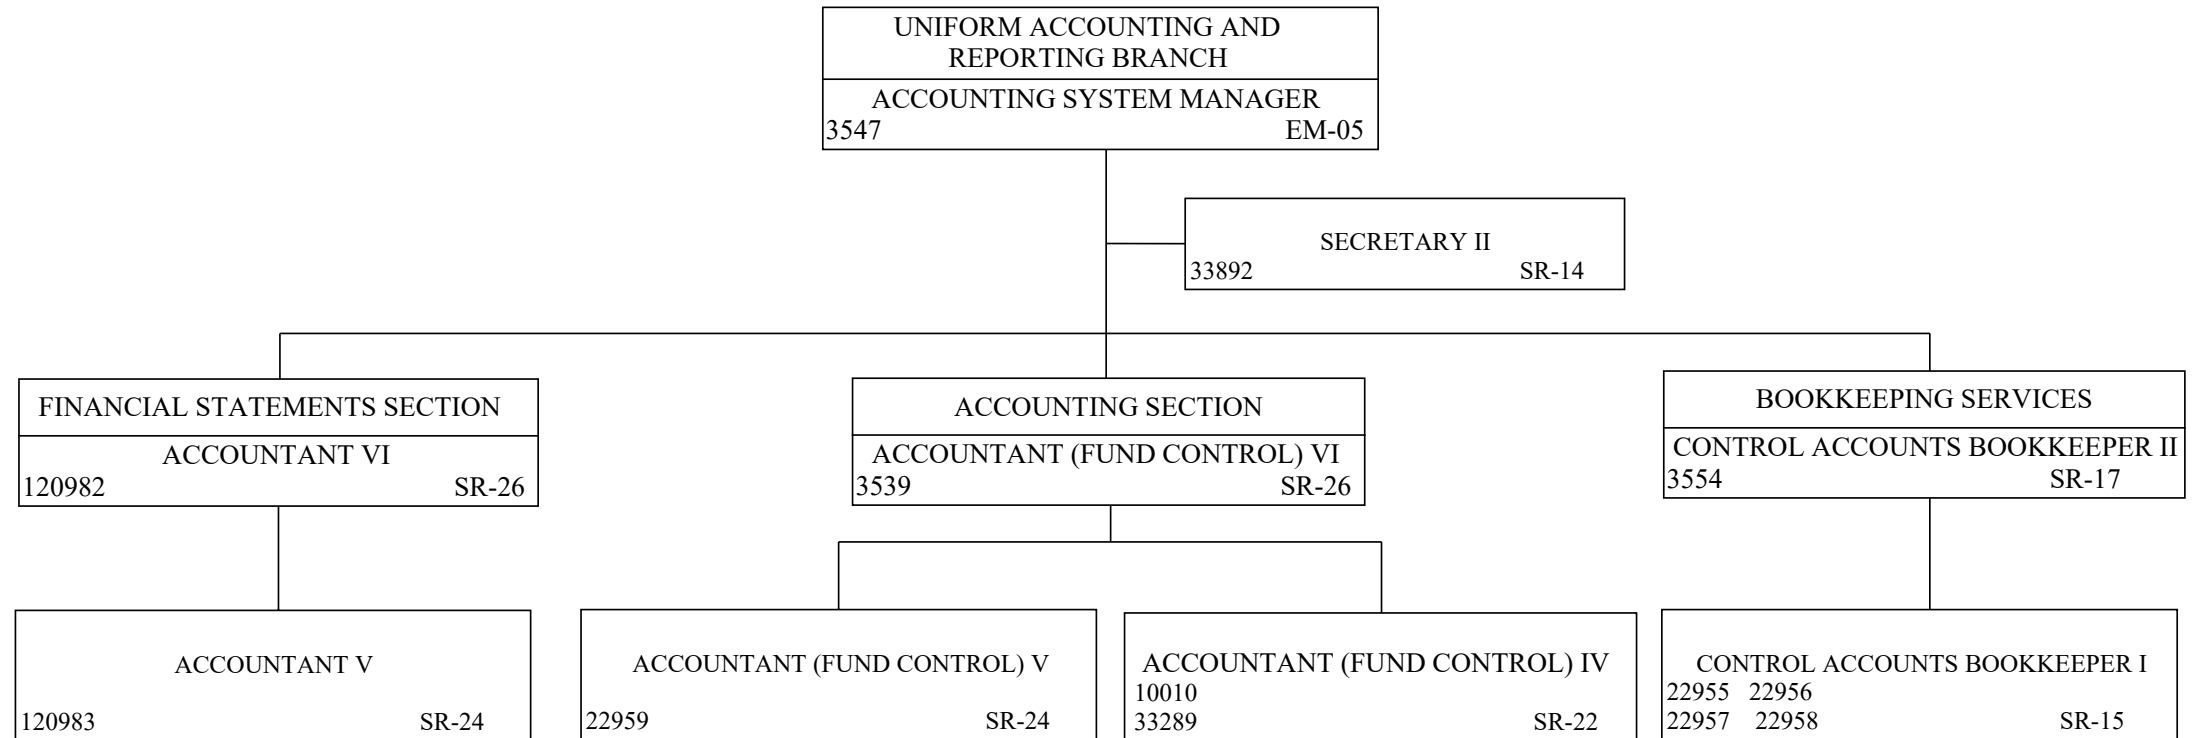 UNIFORM ACCOUNTING AND
REPORTING BRANCH
ACCOUNTING SYSTEM MANAGER
3547 EM-05
SECRETARY II
33892 SR-14
FINANCIAL STATEMENTS SECTION
ACCOUNTANT VI
120982 SR-26
ACCOUNTING SECTION
ACCOUNTANT (FUND CONTROL) VI
3539 SR-26
BOOKKEEPING SERVICES
CONTROL ACCOUNTS BOOKKEEPER II
3554 SR-17
ACCOUNTANT V
120983 SR-24
ACCOUNTANT (FUND CONTROL) V
22959 SR-24
ACCOUNTANT (FUND CONTROL) IV
10010
33289 SR-22
CONTROL ACCOUNTS BOOKKEEPER I
22955 22956
22957 22958 SR-15